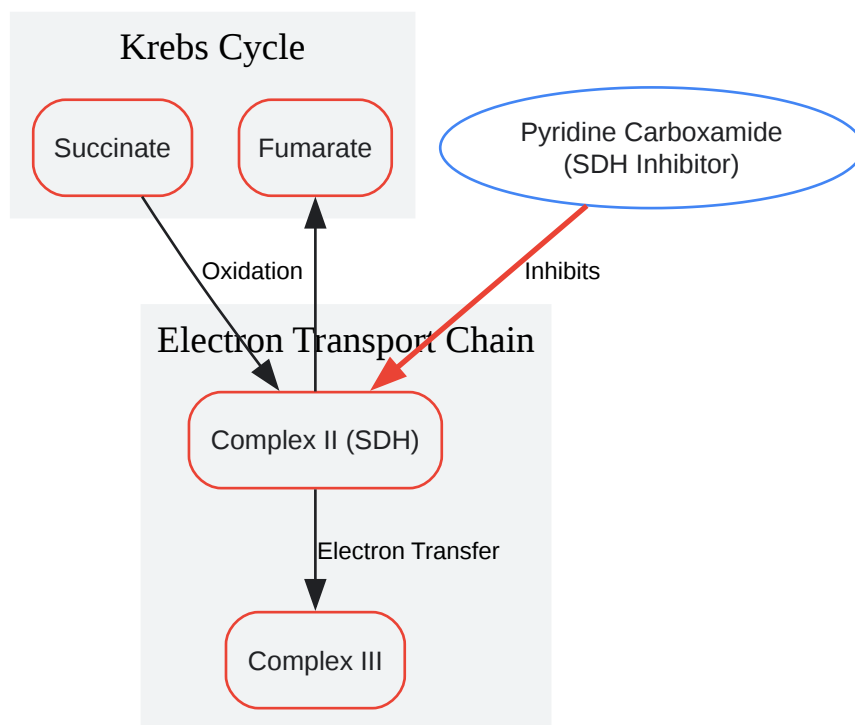 Krebs Cycle
Succinate
Fumarate
Pyridine Carboxamide
(SDH Inhibitor)
Oxidation
Inhibits
Electron Transport Chain
Complex II (SDH)
Electron Transfer
Complex III